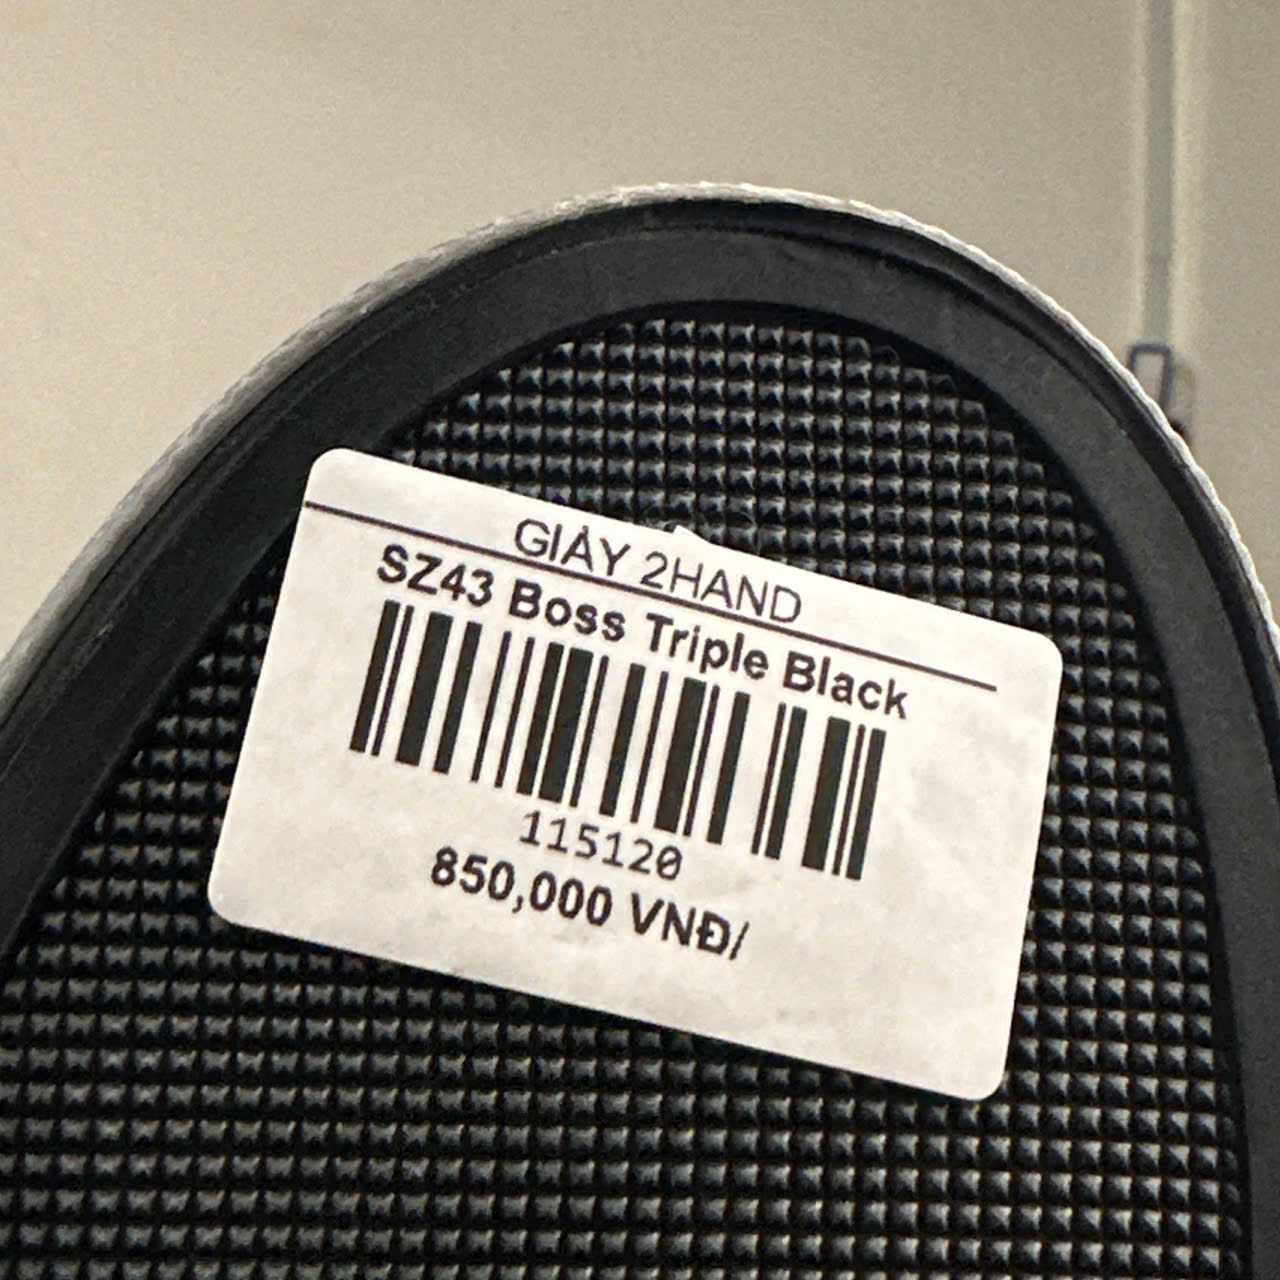 GIÀY 2HAND
SZ43 Boss Triple Black
115120
850,000 VNĐ/